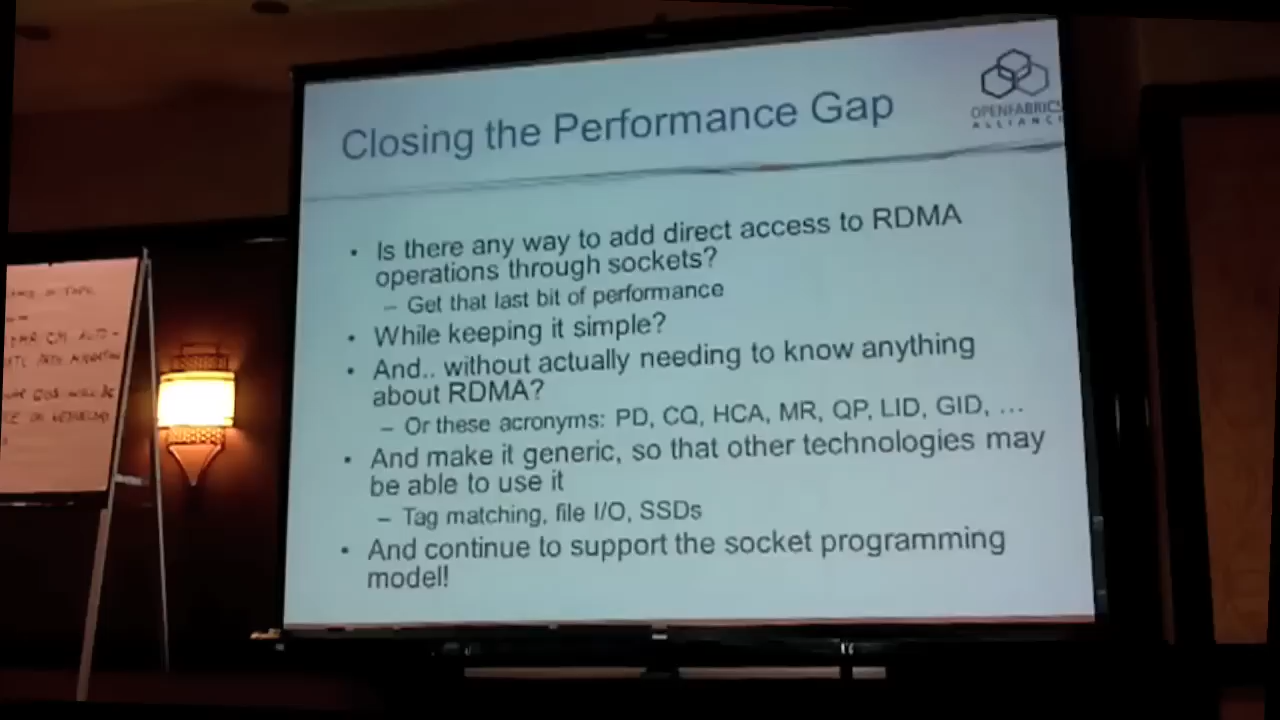 Closing the Performance Gap
OPENFABRICS
ALLIANCE
• Is there any way to add direct access to RDMA
operations through sockets?
– Get that last bit of performance
• While keeping it simple?
• And.. without actually needing to know anything
about RDMA?
– Or these acronyms: PD, CQ, HCA, MR, QP, LID, GID, ...
• And make it generic, so that other technologies may
be able to use it
– Tag matching, file I/O, SSDs
• And continue to support the socket programming
model!